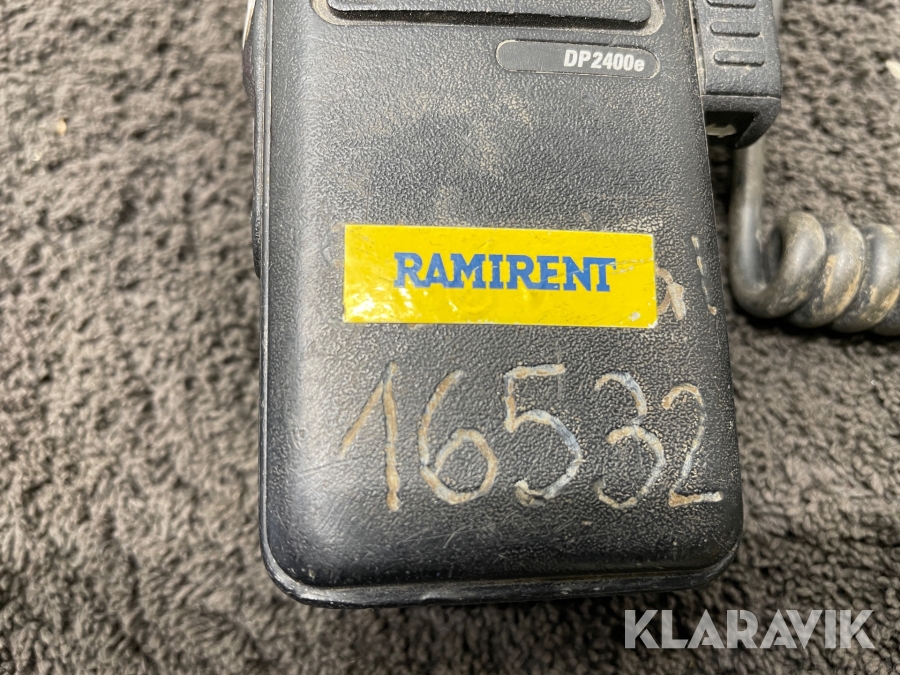 DP2400e
RAMIRENT
16532
KLARAVIK